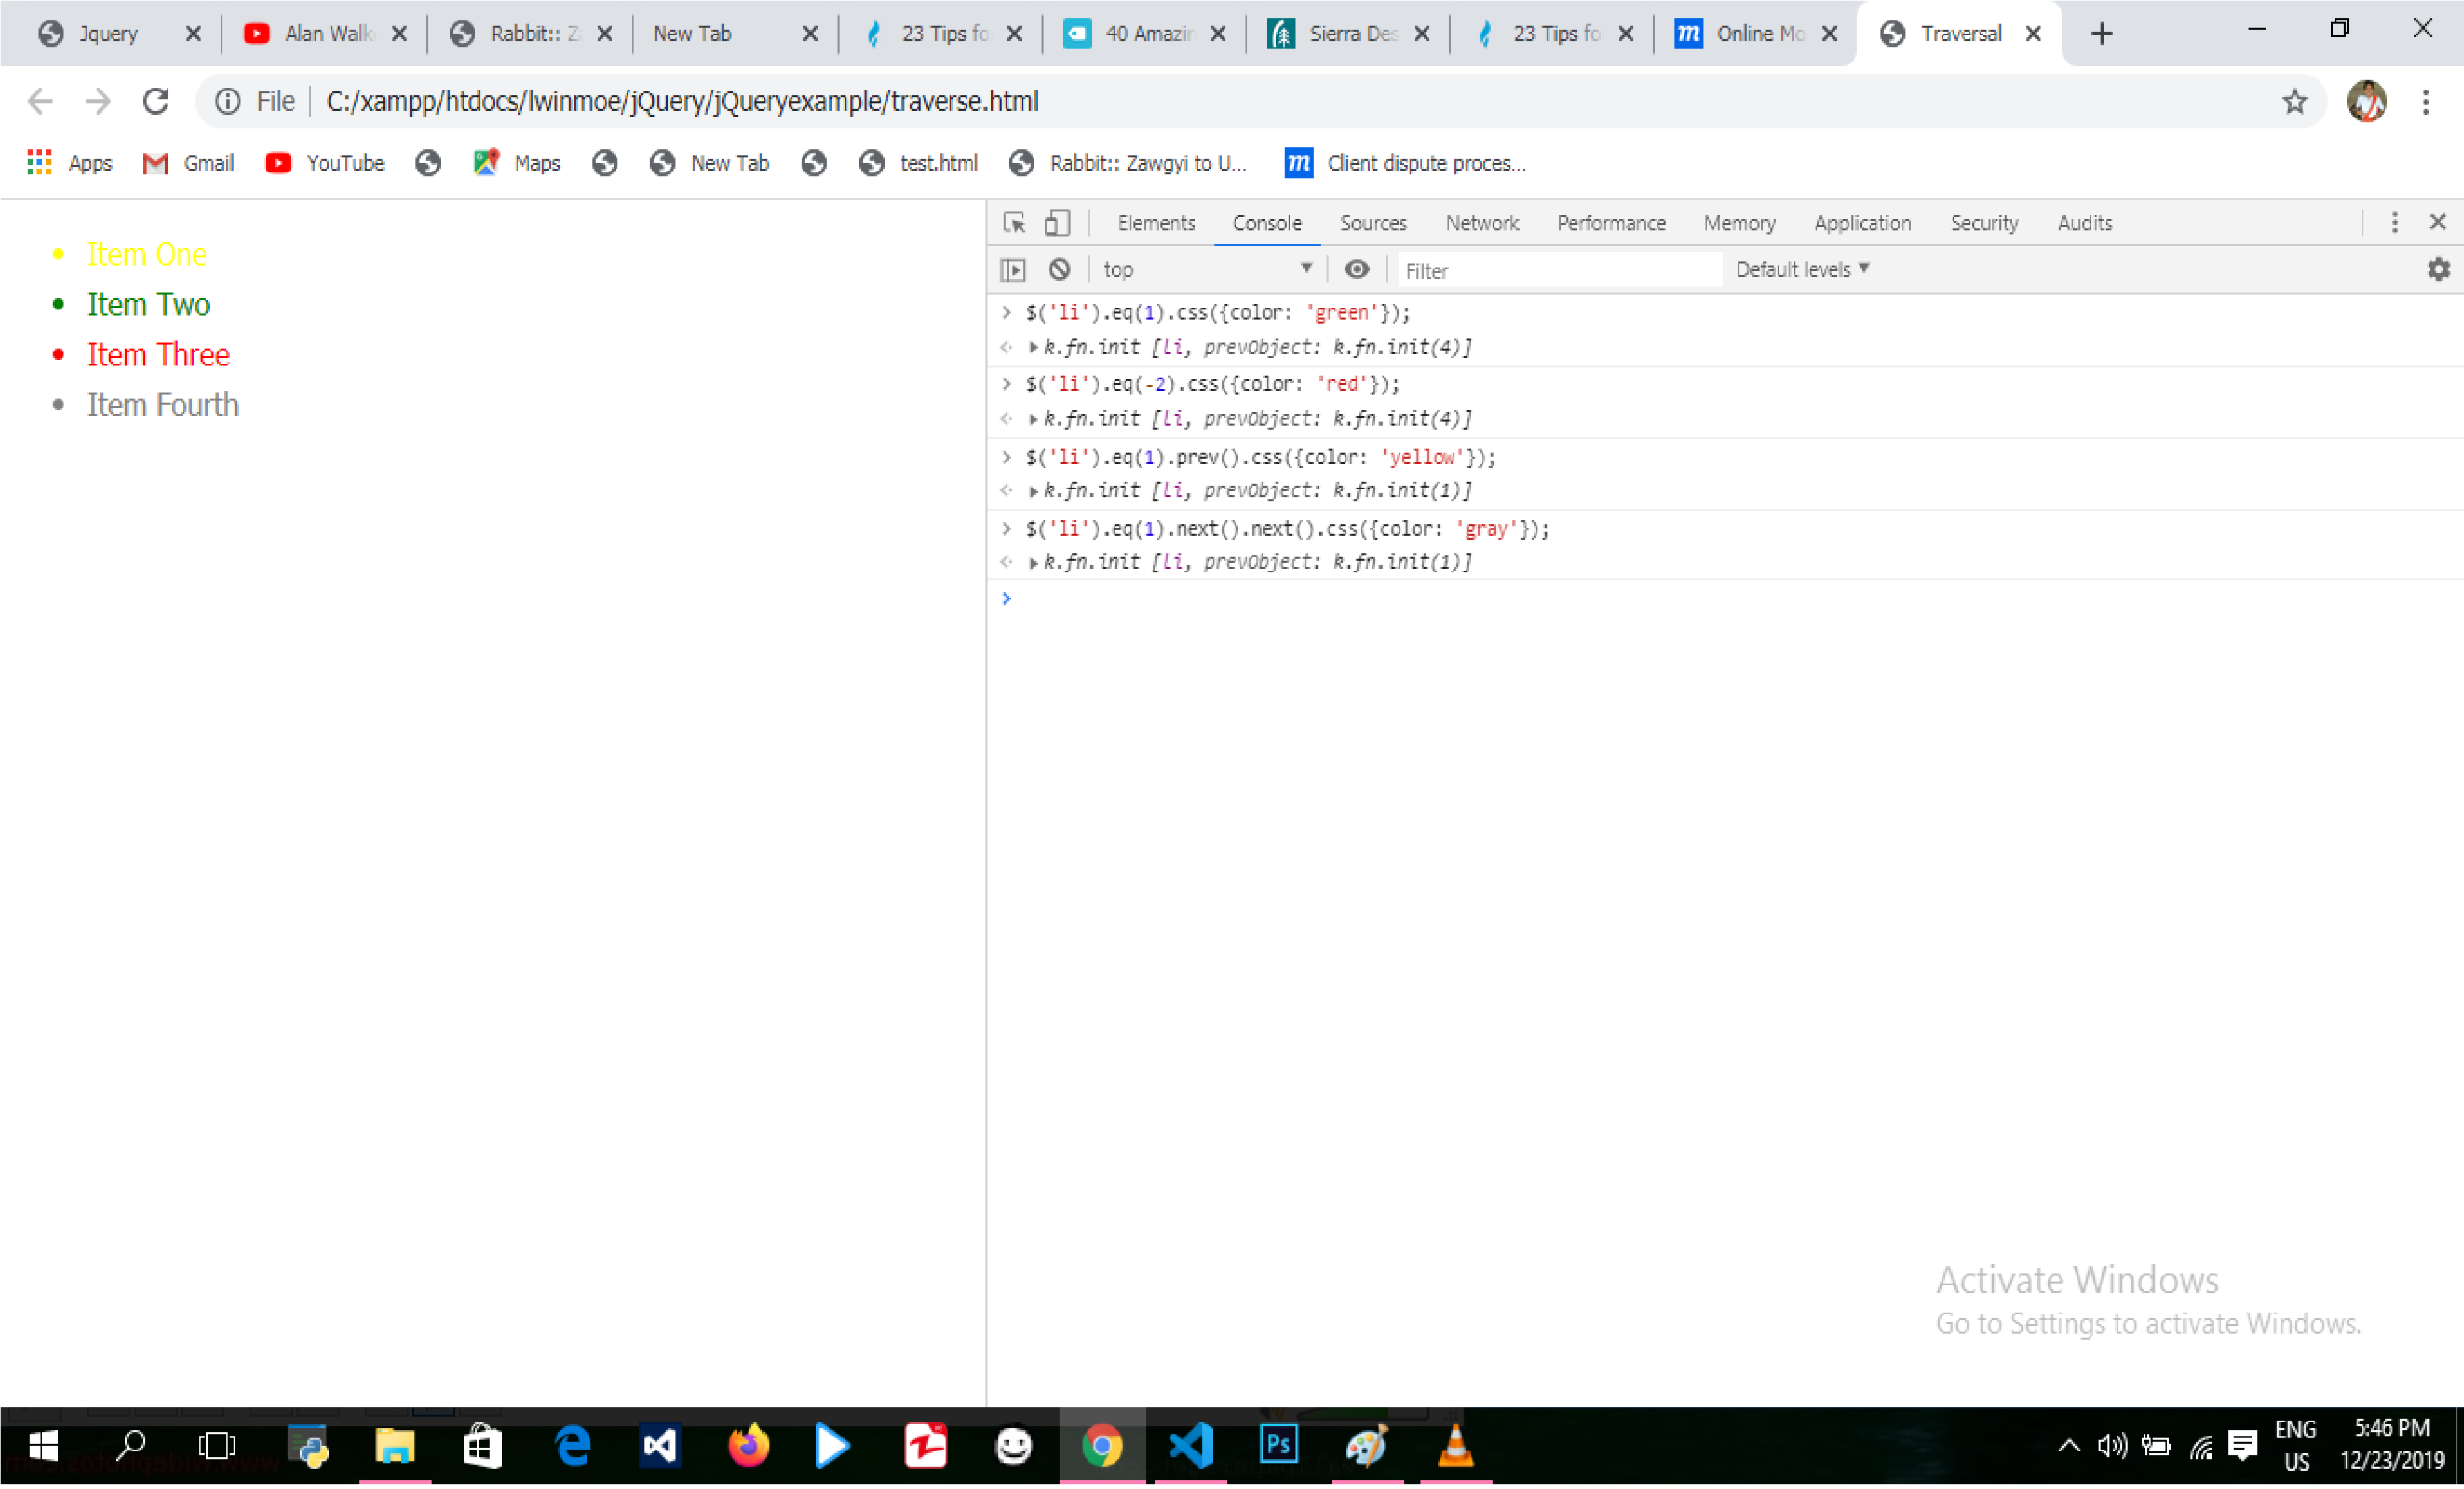 Jquery Alan Walk Rabbit:: Za New Tab 23 Tips fo 40 Amazin Sierra Des 23 Tips fo Online Mo Traversal
File C:/xampp/htdocs/lwinmoe/jQuery/jQueryexample/traverse.html
Apps Gmail YouTube Maps New Tab test.html Rabbit:: Zawgyi to U... Client dispute proces...
Elements Console Sources Network Performance Memory Application Security Audits
top Filter Default levels
Item One
Item Two
Item Three
Item Fourth
> $('li').eq(1).css({color: 'green'});
k.fn.init [li, prevObject: k.fn.init(4)]
> $('li').eq(-2).css({color: 'red'});
k.fn.init [li, prevObject: k.fn.init(4)]
> $('li').eq(1).prev().css({color: 'yellow'});
k.fn.init [li, prevObject: k.fn.init(1)]
> $('li').eq(1).next().next().css({color: 'gray'});
k.fn.init [li, prevObject: k.fn.init(1)]
>
Activate Windows
Go to Settings to activate Windows.
Ps
ENG
US
5:46 PM
12/23/2019